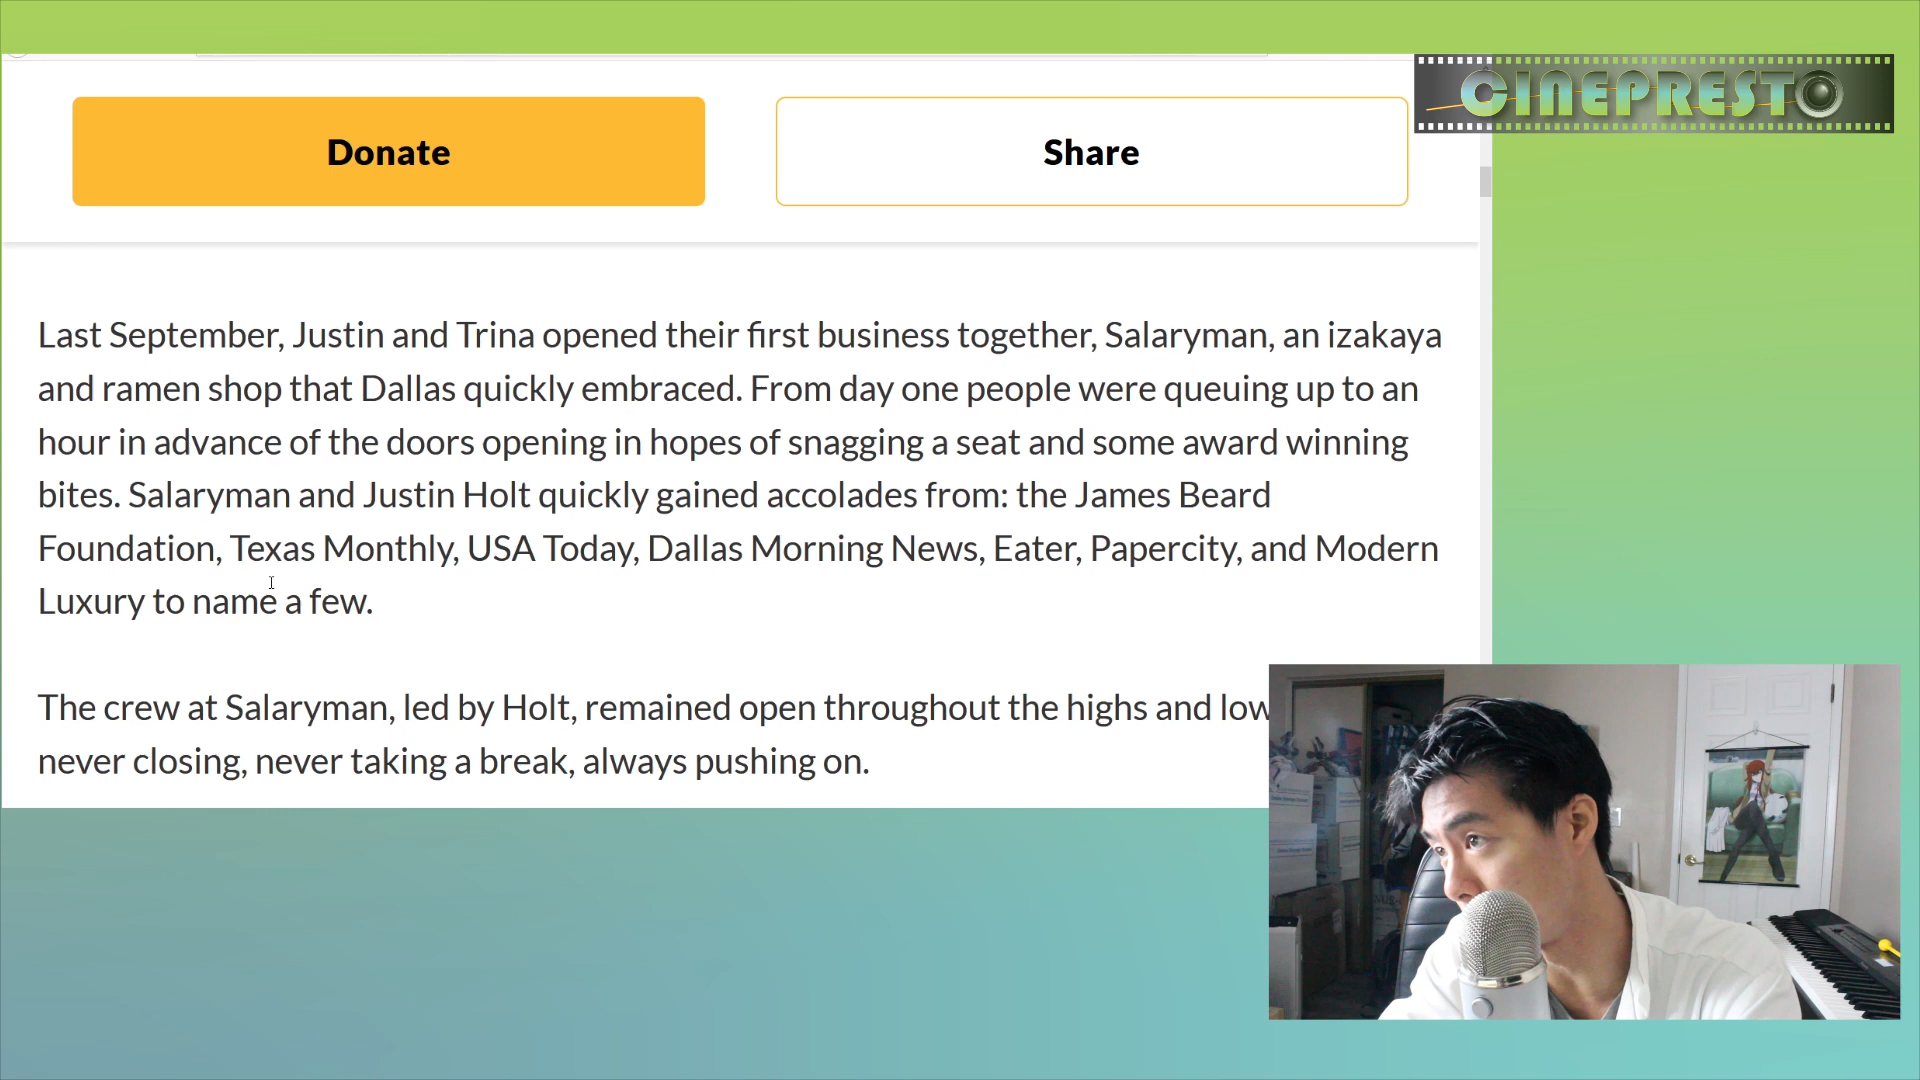 CINEPRESTO
Donate
Share
Last September, Justin and Trina opened their first business together, Salaryman, an izakaya
and ramen shop that Dallas quickly embraced. From day one people were queuing up to an
hour in advance of the doors opening in hopes of snagging a seat and some award winning
bites. Salaryman and Justin Holt quickly gained accolades from: the James Beard
Foundation, Texas Monthly, USA Today, Dallas Morning News, Eater, Papercity, and Modern
Luxury to name a few.
The crew at Salaryman, led by Holt, remained open throughout the highs and low
never closing, never taking a break, always pushing on.